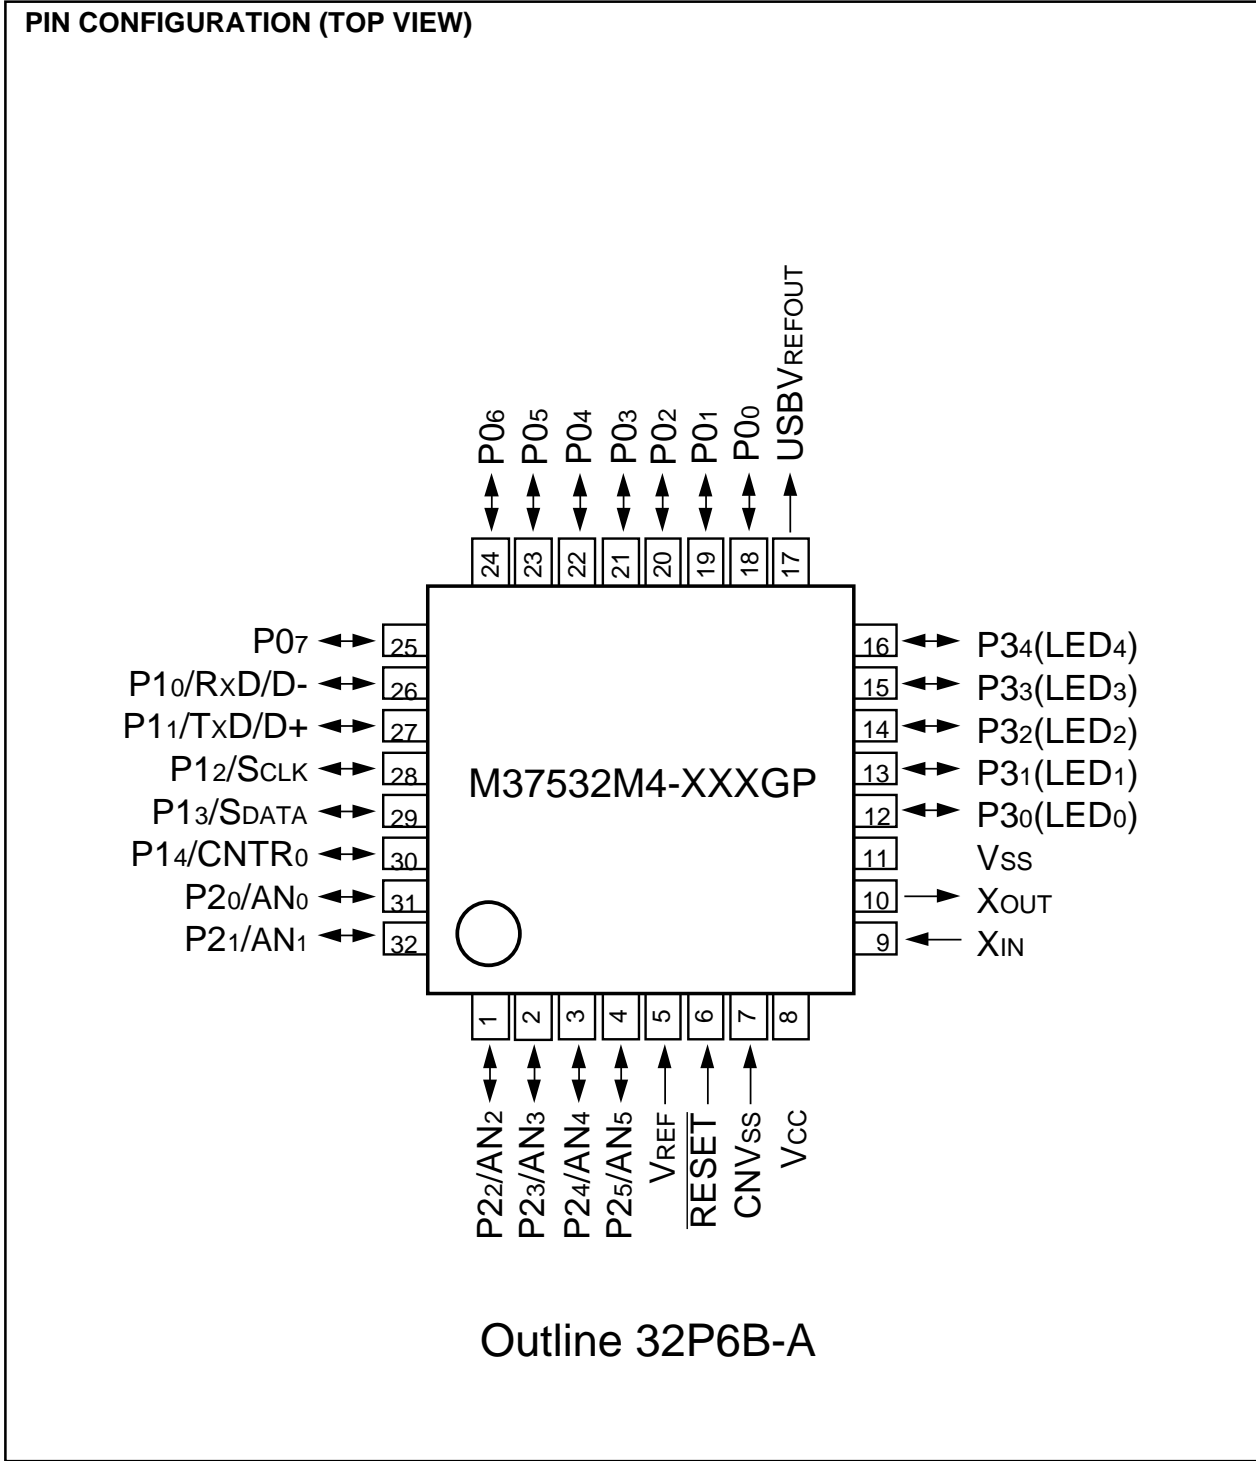 PIN CONFIGURATION (TOP VIEW)
P06
P05
P04
P03
P02
P01
P00
USBVREFOUT
24
23
22
21
20
19
18
17
P07 25
P10/RXD/D- 26
P11/TXD/D+ 27
P12/SCLK 28
P13/SDATA 29
P14/CNTR0 30
P20/AN0 31
P21/AN1 32
M37532M4-XXXGP
16 P34(LED4)
15 P33(LED3)
14 P32(LED2)
13 P31(LED1)
12 P30(LED0)
11 VSS
10 XOUT
9 XIN
1
2
3
4
5
6
7
8
P22/AN2
P23/AN3
P24/AN4
P25/AN5
VREF
RESET
CNVSS
VCC
Outline 32P6B-A